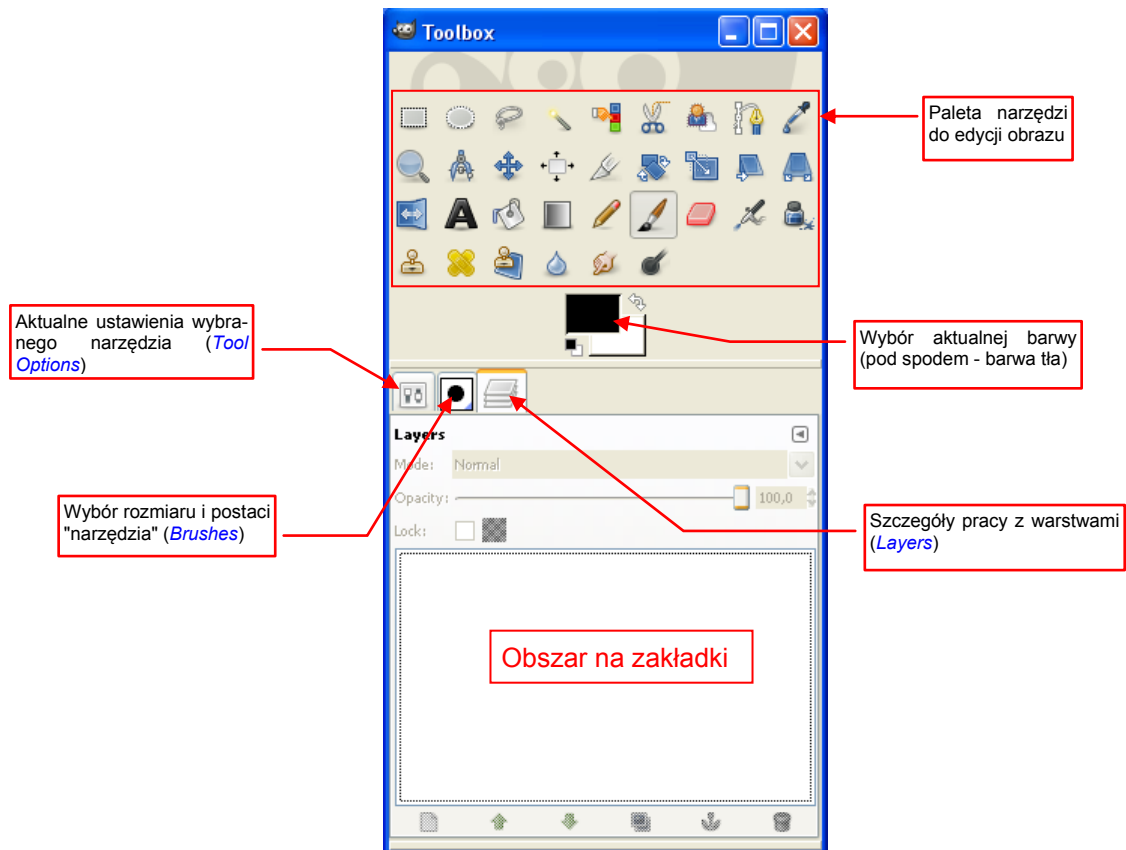 Toolbox
Paleta narzędzi
do edycji obrazu
Aktualne ustawienia wybra-
nego narzędzia (Tool
Options)
Wybór aktualnej barwy
(pod spodem - barwa tła)
Layers
Mode: Normal
Opacity: 100,0
Lock:
Wybór rozmiaru i postaci
"narzędzia" (Brushes)
Szczegóły pracy z warstwami
(Layers)
Obszar na zakładki